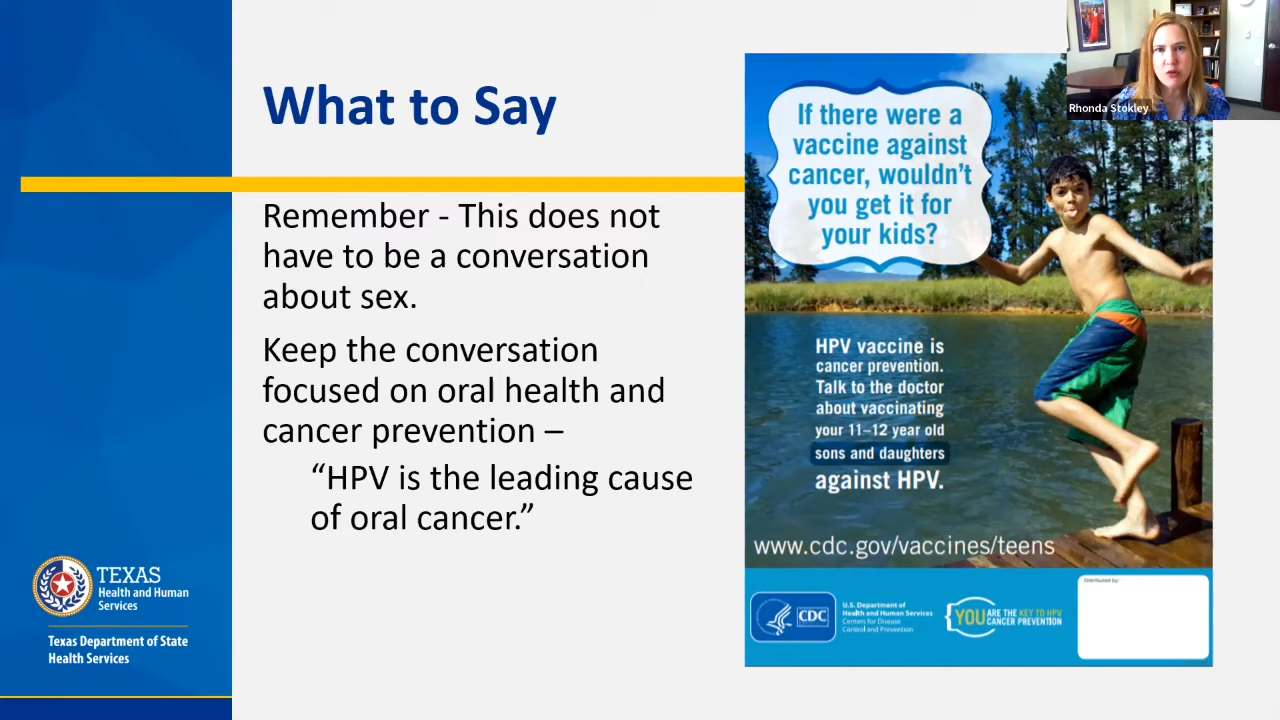 What to Say
Remember - This does not
have to be a conversation
about sex.
Keep the conversation
focused on oral health and
cancer prevention –
“HPV is the leading cause
of oral cancer.”
TEXAS
Health and Human
Services
Texas Department of State
Health Services
Rhonda Stokley
If there were a
vaccine against
cancer, wouldn't
you get it for
your kids?
HPV vaccine is
cancer prevention.
Talk to the doctor
about vaccinating
your 11–12 year old
sons and daughters
against HPV.
www.cdc.gov/vaccines/teens
CDC
U.S. Department of
Health and Human Services
Centers for Disease
Control and Prevention
YOU ARE THE KEY TO HPV
CANCER PREVENTION
Distributed by: